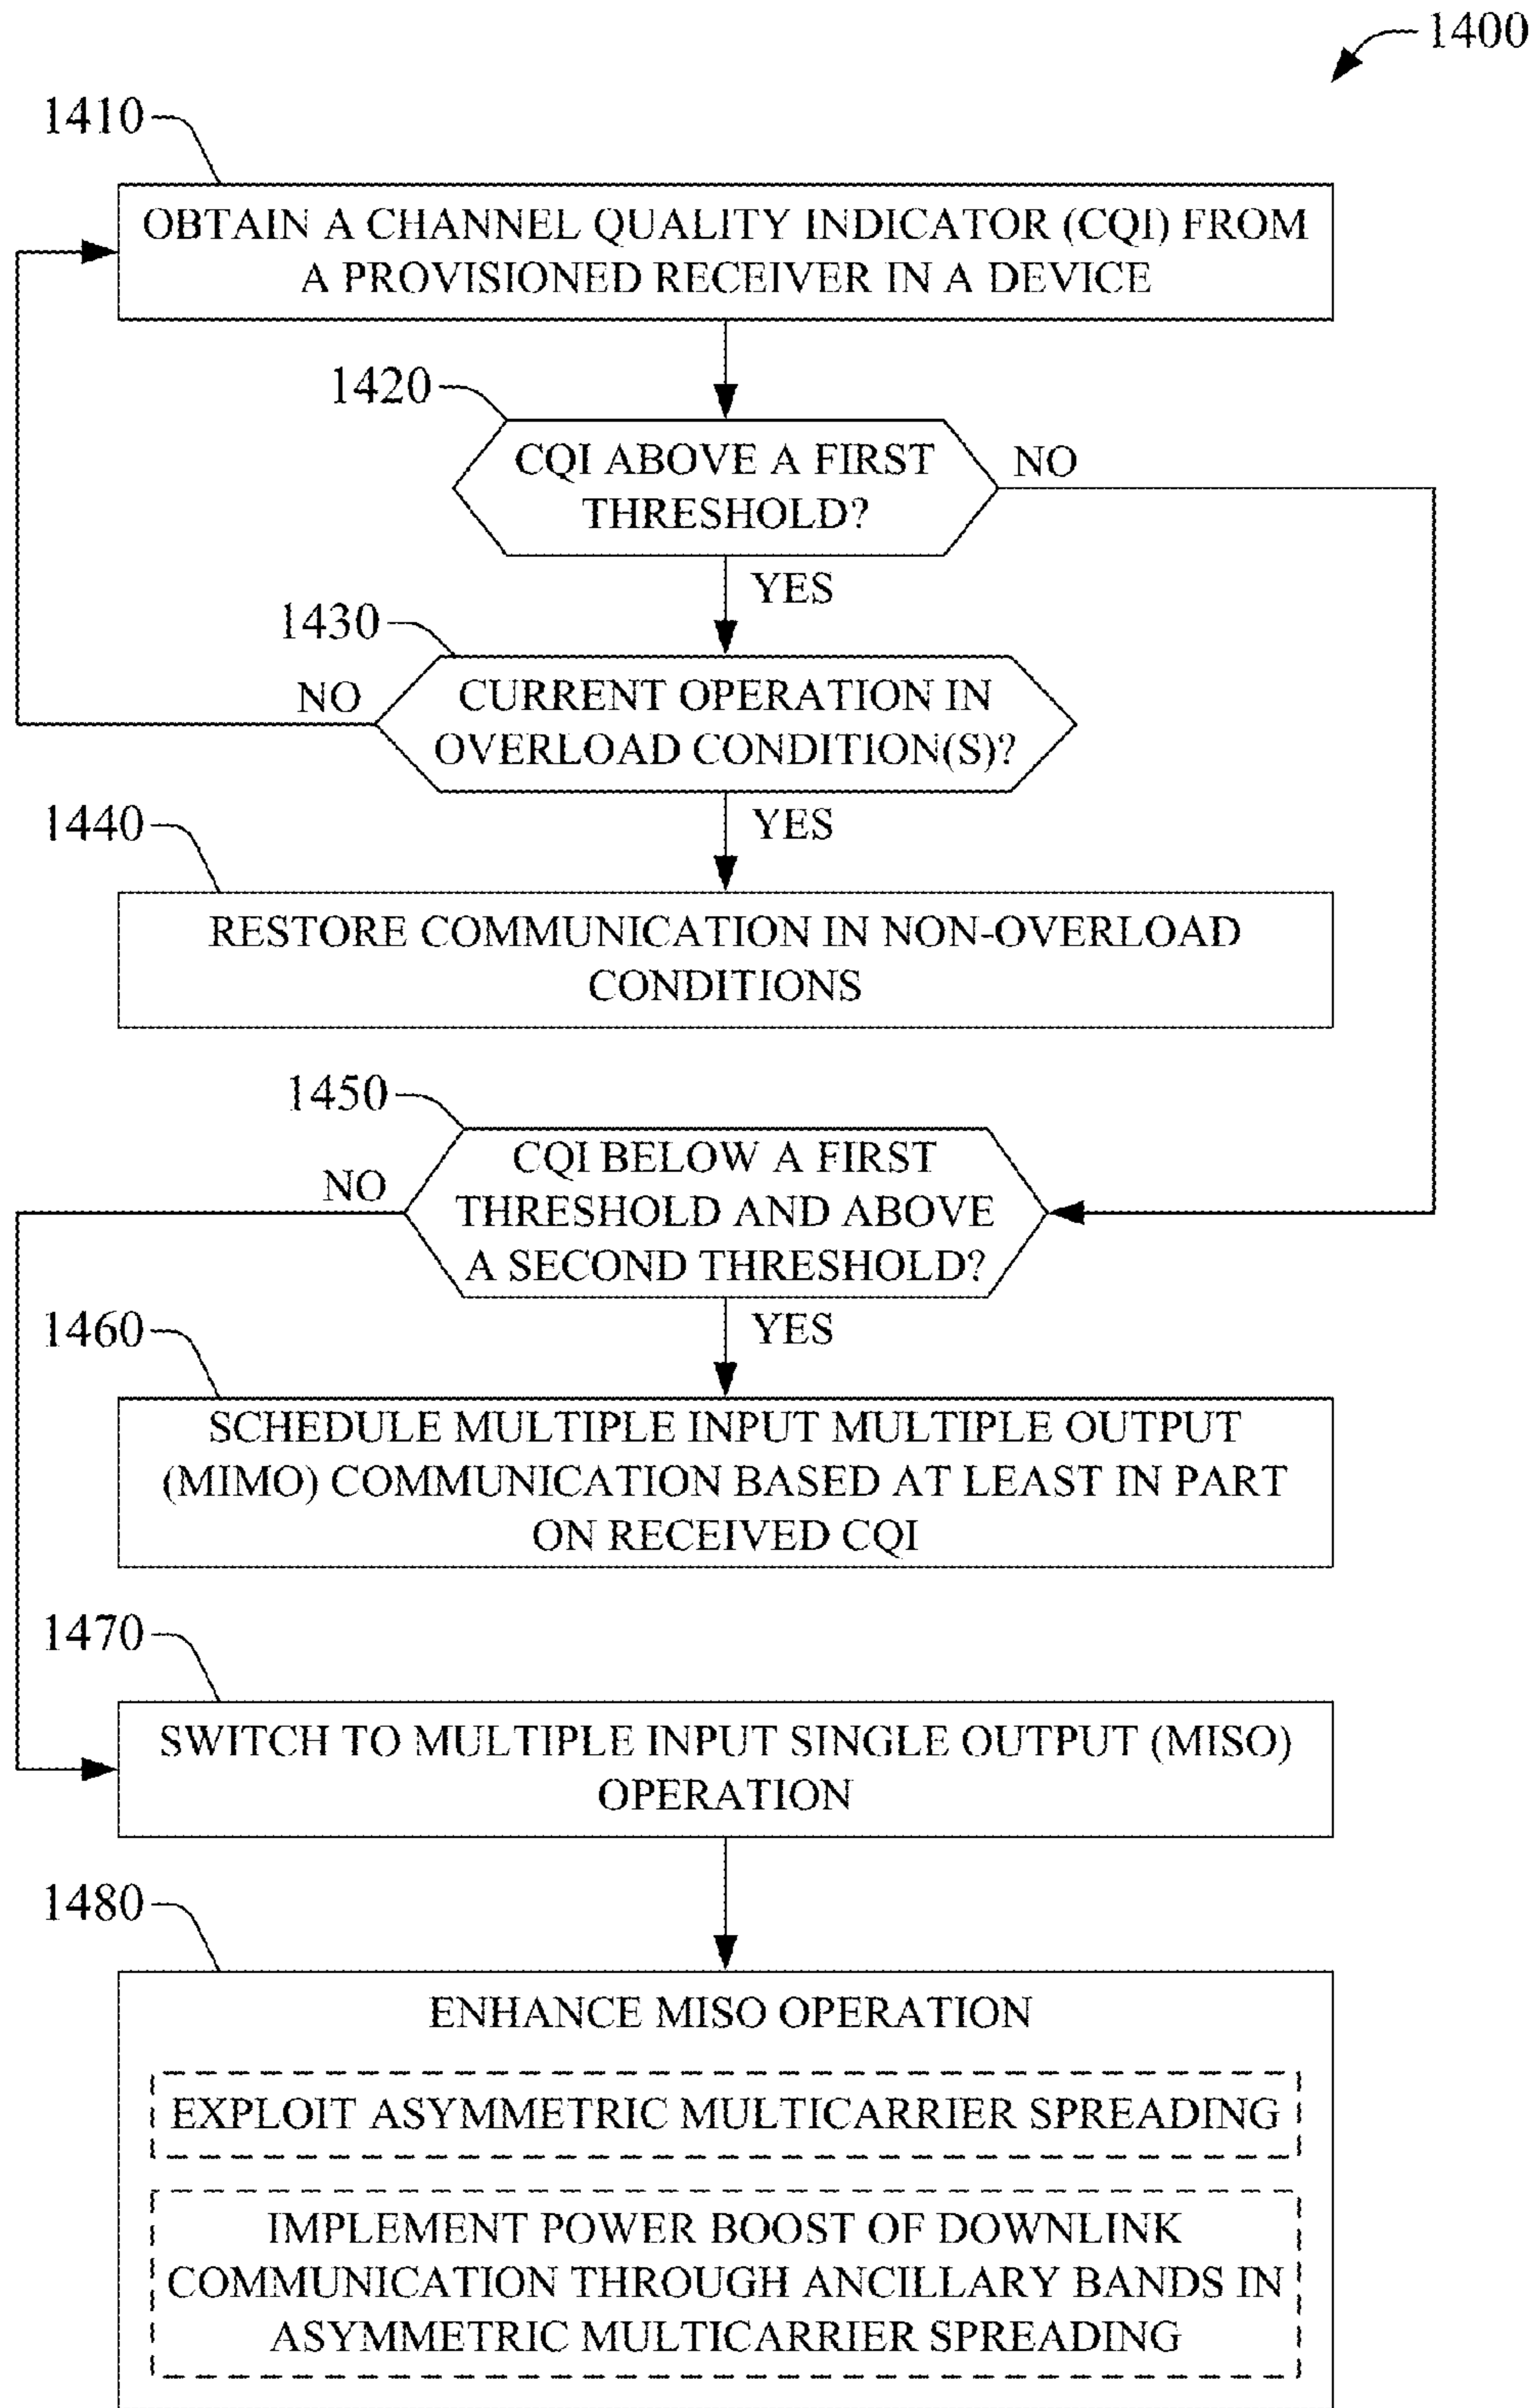 1400
1410
OBTAIN A CHANNEL QUALITY INDICATOR (CQI) FROM
A PROVISIONED RECEIVER IN A DEVICE
1420
CQI ABOVE A FIRST
THRESHOLD?
NO
YES
1430
NO
CURRENT OPERATION IN
OVERLOAD CONDITION(S)?
YES
1440
RESTORE COMMUNICATION IN NON-OVERLOAD
CONDITIONS
1450
NO
CQI BELOW A FIRST
THRESHOLD AND ABOVE
A SECOND THRESHOLD?
YES
1460
SCHEDULE MULTIPLE INPUT MULTIPLE OUTPUT
(MIMO) COMMUNICATION BASED AT LEAST IN PART
ON RECEIVED CQI
1470
SWITCH TO MULTIPLE INPUT SINGLE OUTPUT (MISO)
OPERATION
1480
ENHANCE MISO OPERATION
EXPLOIT ASYMMETRIC MULTICARRIER SPREADING
IMPLEMENT POWER BOOST OF DOWNLINK
COMMUNICATION THROUGH ANCILLARY BANDS IN
ASYMMETRIC MULTICARRIER SPREADING